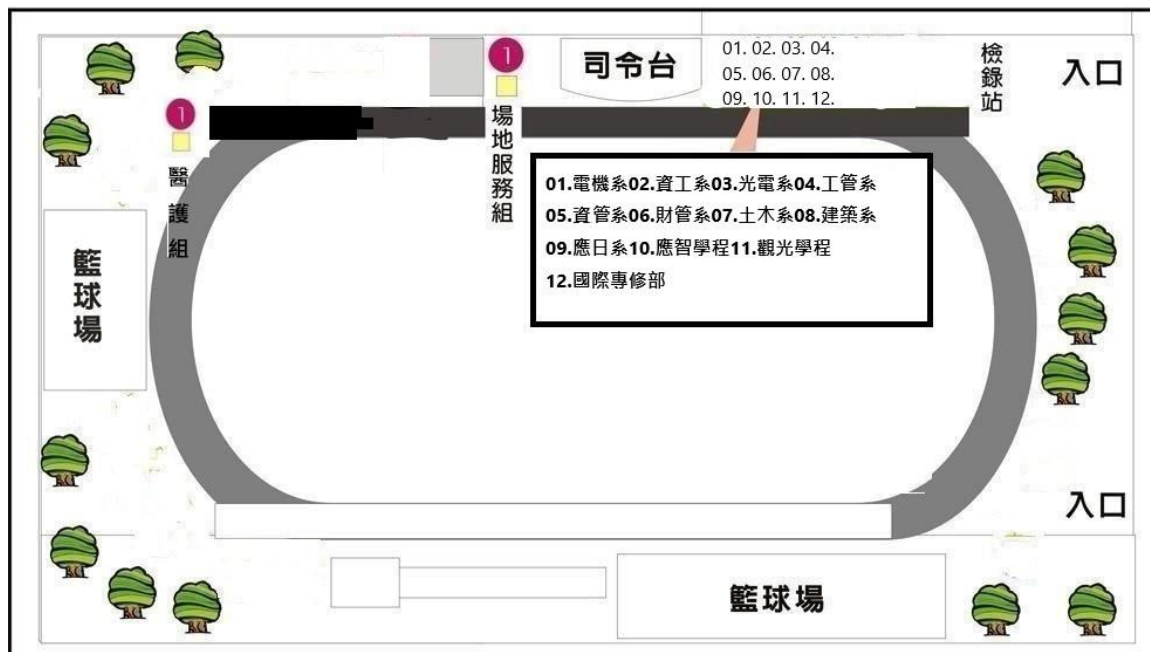 1
司令台
01. 02. 03. 04.
05. 06. 07. 08.
09. 10. 11. 12.
檢錄站
入口
1
場地服務組
醫護組
01.電機系02.資工系03.光電系04.工管系
05.資管系06.財管系07.土木系08.建築系
09.應日系10.應智學程11.觀光學程
12.國際專修部
籃球場
入口
籃球場